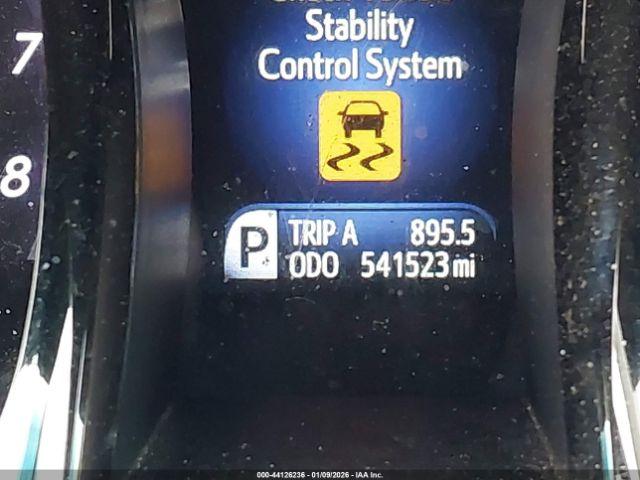 Stability
Control System
7
8
P
TRIP A 895.5
ODO 541523 mi
000-44126236 - 01/09/2026 - IAA Inc.